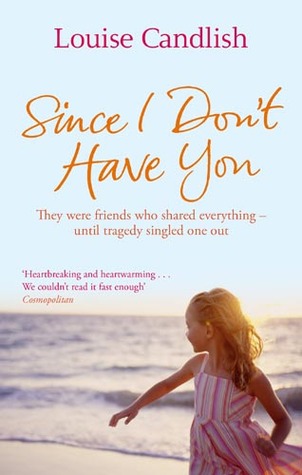 Louise Candlish
Since I Don't
Have You
They were friends who shared everything –
until tragedy singled one out
'Heartbreaking and heartwarming . . .
We couldn't read it fast enough'
Cosmopolitan